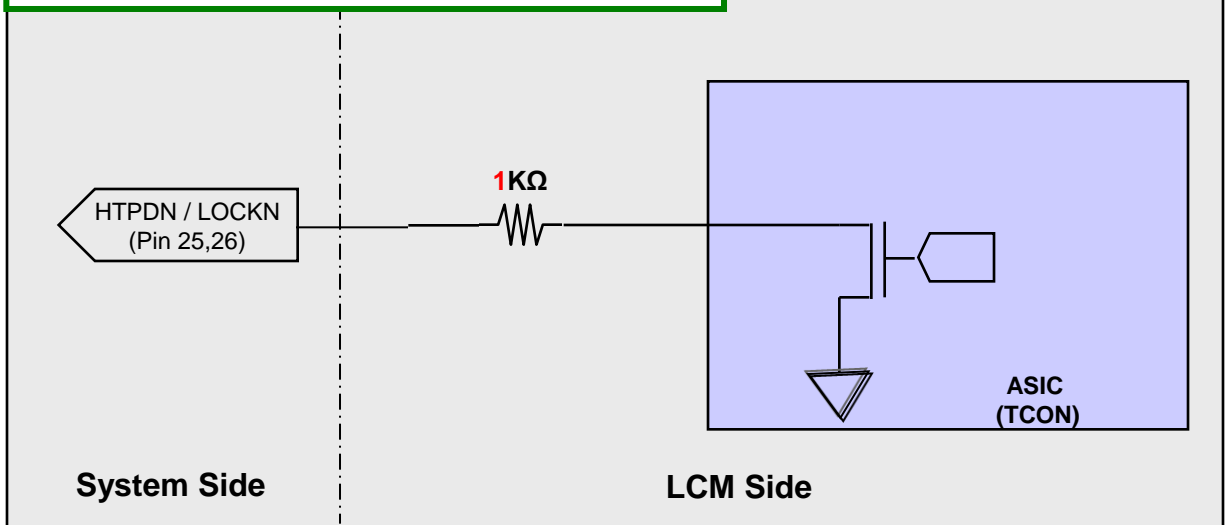 1KΩ
HTPDN / LOCKN
(Pin 25,26)
ASIC
(TCON)
System Side
LCM Side